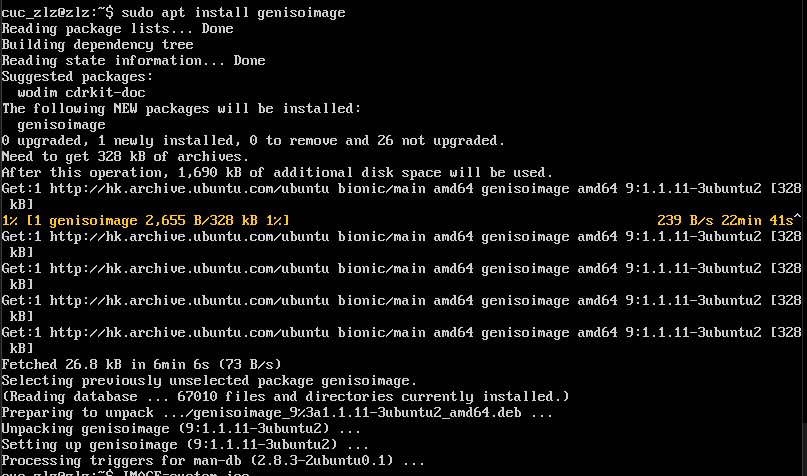 cuc_zlz@zlz:~$ sudo apt install genisoimage
Reading package lists... Done
Building dependency tree
Reading state information... Done
Suggested packages:
  wodim cdrkit-doc
The following NEW packages will be installed:
  genisoimage
0 upgraded, 1 newly installed, 0 to remove and 26 not upgraded.
Need to get 328 kB of archives.
After this operation, 1,690 kB of additional disk space will be used.
Get:1 http://hk.archive.ubuntu.com/ubuntu bionic/main amd64 genisoimage amd64 9:1.1.11-3ubuntu2 [328
 kB]
1% [1 genisoimage 2,655 B/328 kB 1%] 239 B/s 22min 41s^
Get:1 http://hk.archive.ubuntu.com/ubuntu bionic/main amd64 genisoimage amd64 9:1.1.11-3ubuntu2 [328
 kB]
Get:1 http://hk.archive.ubuntu.com/ubuntu bionic/main amd64 genisoimage amd64 9:1.1.11-3ubuntu2 [328
 kB]
Get:1 http://hk.archive.ubuntu.com/ubuntu bionic/main amd64 genisoimage amd64 9:1.1.11-3ubuntu2 [328
 kB]
Get:1 http://hk.archive.ubuntu.com/ubuntu bionic/main amd64 genisoimage amd64 9:1.1.11-3ubuntu2 [328
 kB]
Fetched 26.8 kB in 6min 6s (73 B/s)
Selecting previously unselected package genisoimage.
(Reading database ... 67010 files and directories currently installed.)
Preparing to unpack .../genisoimage_9%3a1.1.11-3ubuntu2_amd64.deb ...
Unpacking genisoimage (9:1.1.11-3ubuntu2) ...
Setting up genisoimage (9:1.1.11-3ubuntu2) ...
Processing triggers for man-db (2.8.3-2ubuntu0.1) ...
cuc_zlz@zlz:~$ IMAGE=custom.iso